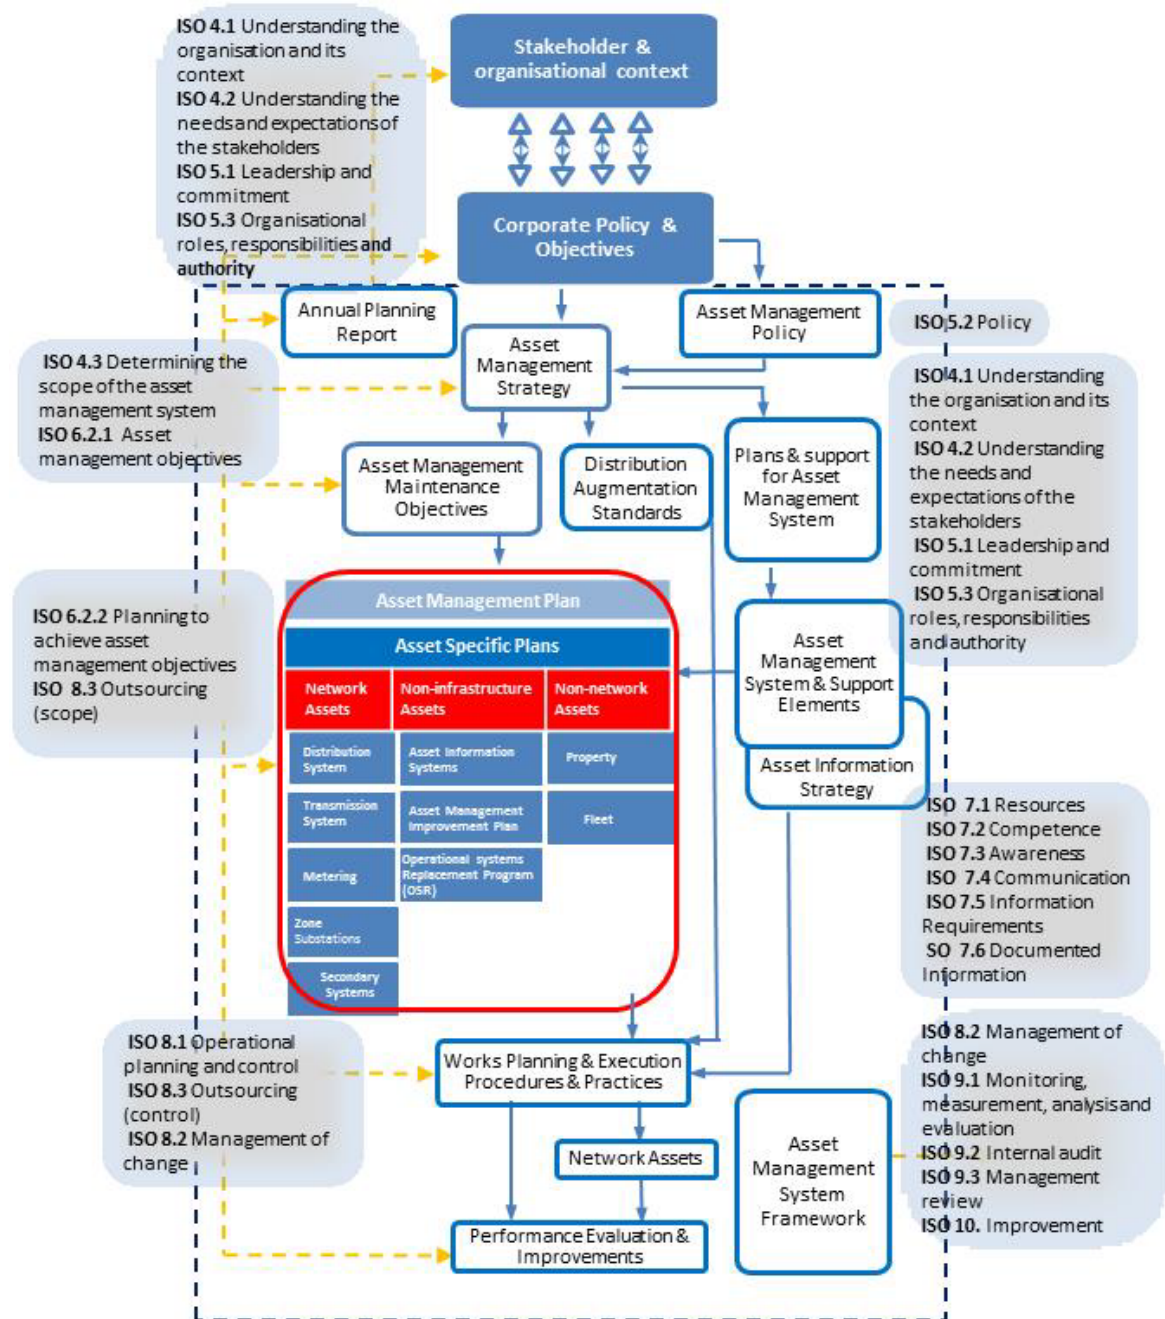 ISO 4.1 Understanding the
organisation and its
context
ISO 4.2 Understanding the
needs and expectations of
the stakeholders
ISO 5.1 Leadership and
commitment
ISO 5.3 Organisational
roles, responsibilities and
authority
Stakeholder &
organisational context
Corporate Policy &
Objectives
Annual Planning
Report
Asset Management
Policy
ISO 5.2 Policy
Asset
Management
Strategy
ISO 4.3 Determining the
scope of the asset
management system
ISO 6.2.1 Asset
management objectives
ISO 4.1 Understanding
the organisation and its
context
ISO 4.2 Understanding
the needs and
expectations of the
stakeholders
ISO 5.1 Leadership and
commitment
ISO 5.3 Organisational
roles, responsibilities
and authority
Asset Management
Maintenance
Objectives
Distribution
Augmentation
Standards
Plans & support
for Asset
Management
System
ISO 6.2.2 Planning to
achieve asset
management objectives
ISO 8.3 Outsourcing
(scope)
Asset Management Plan
Asset Specific Plans
Network
Assets
Non-infrastructure
Assets
Non-network
Assets
Distribution
System
Asset Information
Systems
Property
Transmission
System
Asset Management
Improvement Plan
Fleet
Metering
Operational systems
Replacement Program
(OSR)
Zone
Substations
Secondary
Systems
Asset
Management
System & Support
Elements
Asset Information
Strategy
ISO 7.1 Resources
ISO 7.2 Competence
ISO 7.3 Awareness
ISO 7.4 Communication
ISO 7.5 Information
Requirements
SO 7.6 Documented
Information
ISO 8.1 Operational
planning and control
ISO 8.3 Outsourcing
(control)
ISO 8.2 Management of
change
Works Planning & Execution
Procedures & Practices
Network Assets
Performance Evaluation &
Improvements
Asset
Management
System
Framework
ISO 8.2 Management of
change
ISO 9.1 Monitoring,
measurement, analysis and
evaluation
ISO 9.2 Internal audit
ISO 9.3 Management
review
ISO 10. Improvement